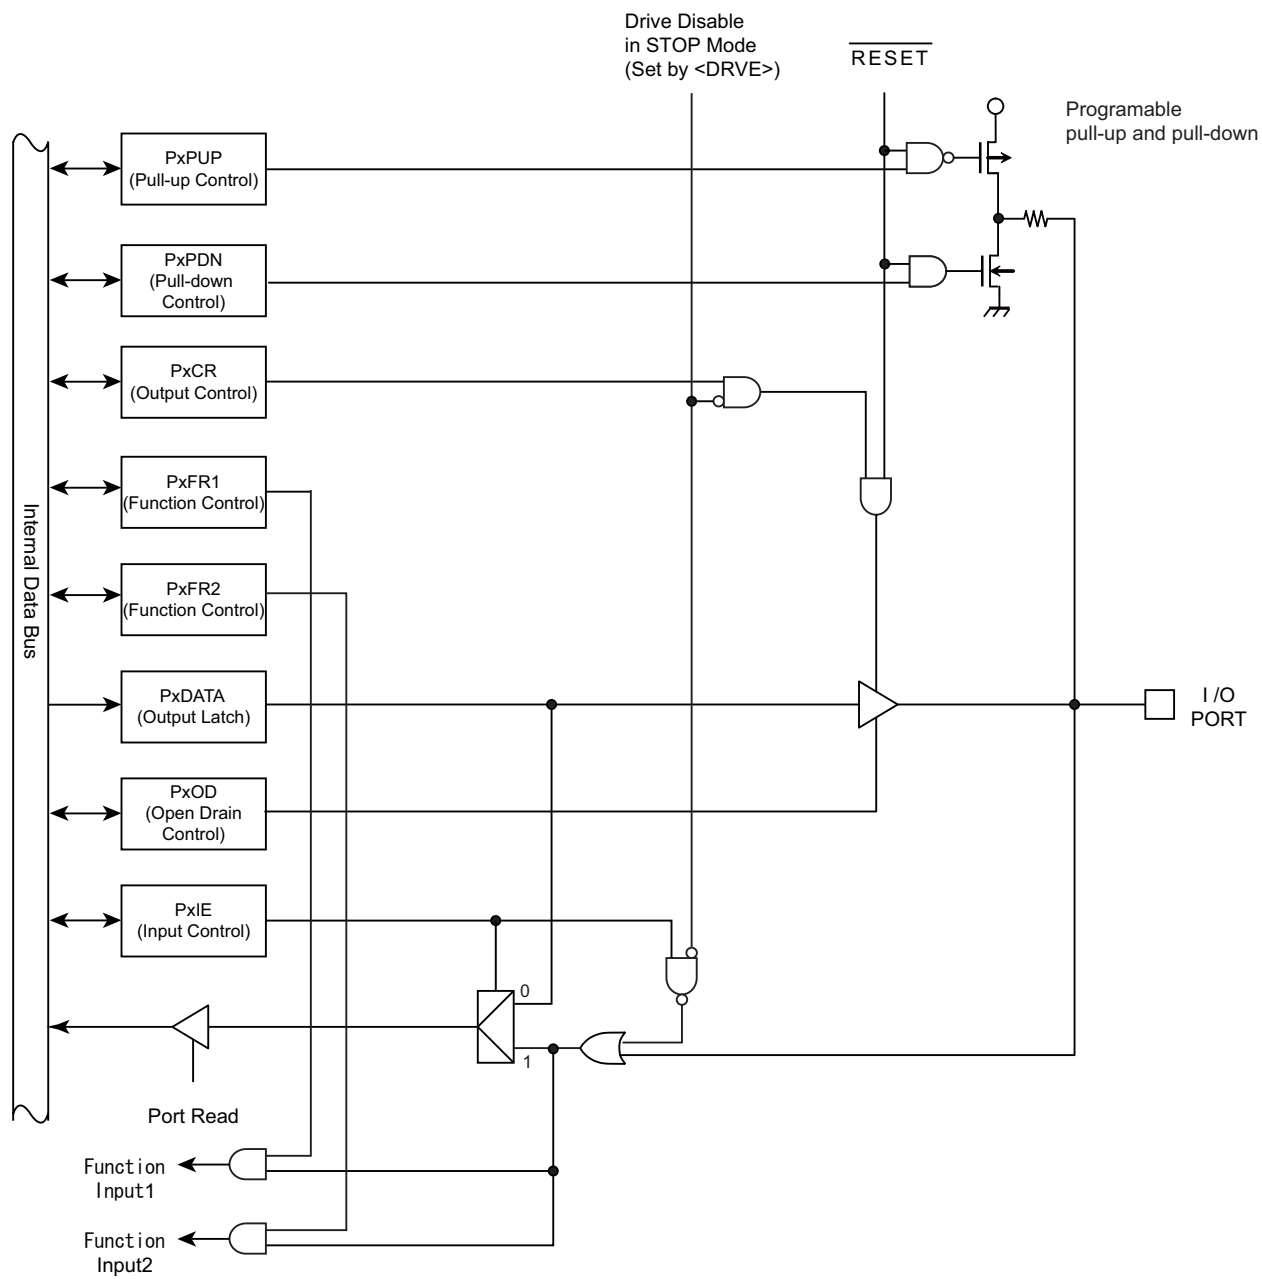 Drive Disable
in STOP Mode
(Set by <DRVE>)
RESET
Programable
pull-up and pull-down
PxPUP
(Pull-up Control)
PxPDN
(Pull-down
Control)
PxCR
(Output Control)
PxFR1
(Function Control)
Internal Data Bus
PxFR2
(Function Control)
PxDATA
(Output Latch)
I /O
PORT
PxOD
(Open Drain
Control)
PxIE
(Input Control)
0
1
Port Read
Function
Input1
Function
Input2